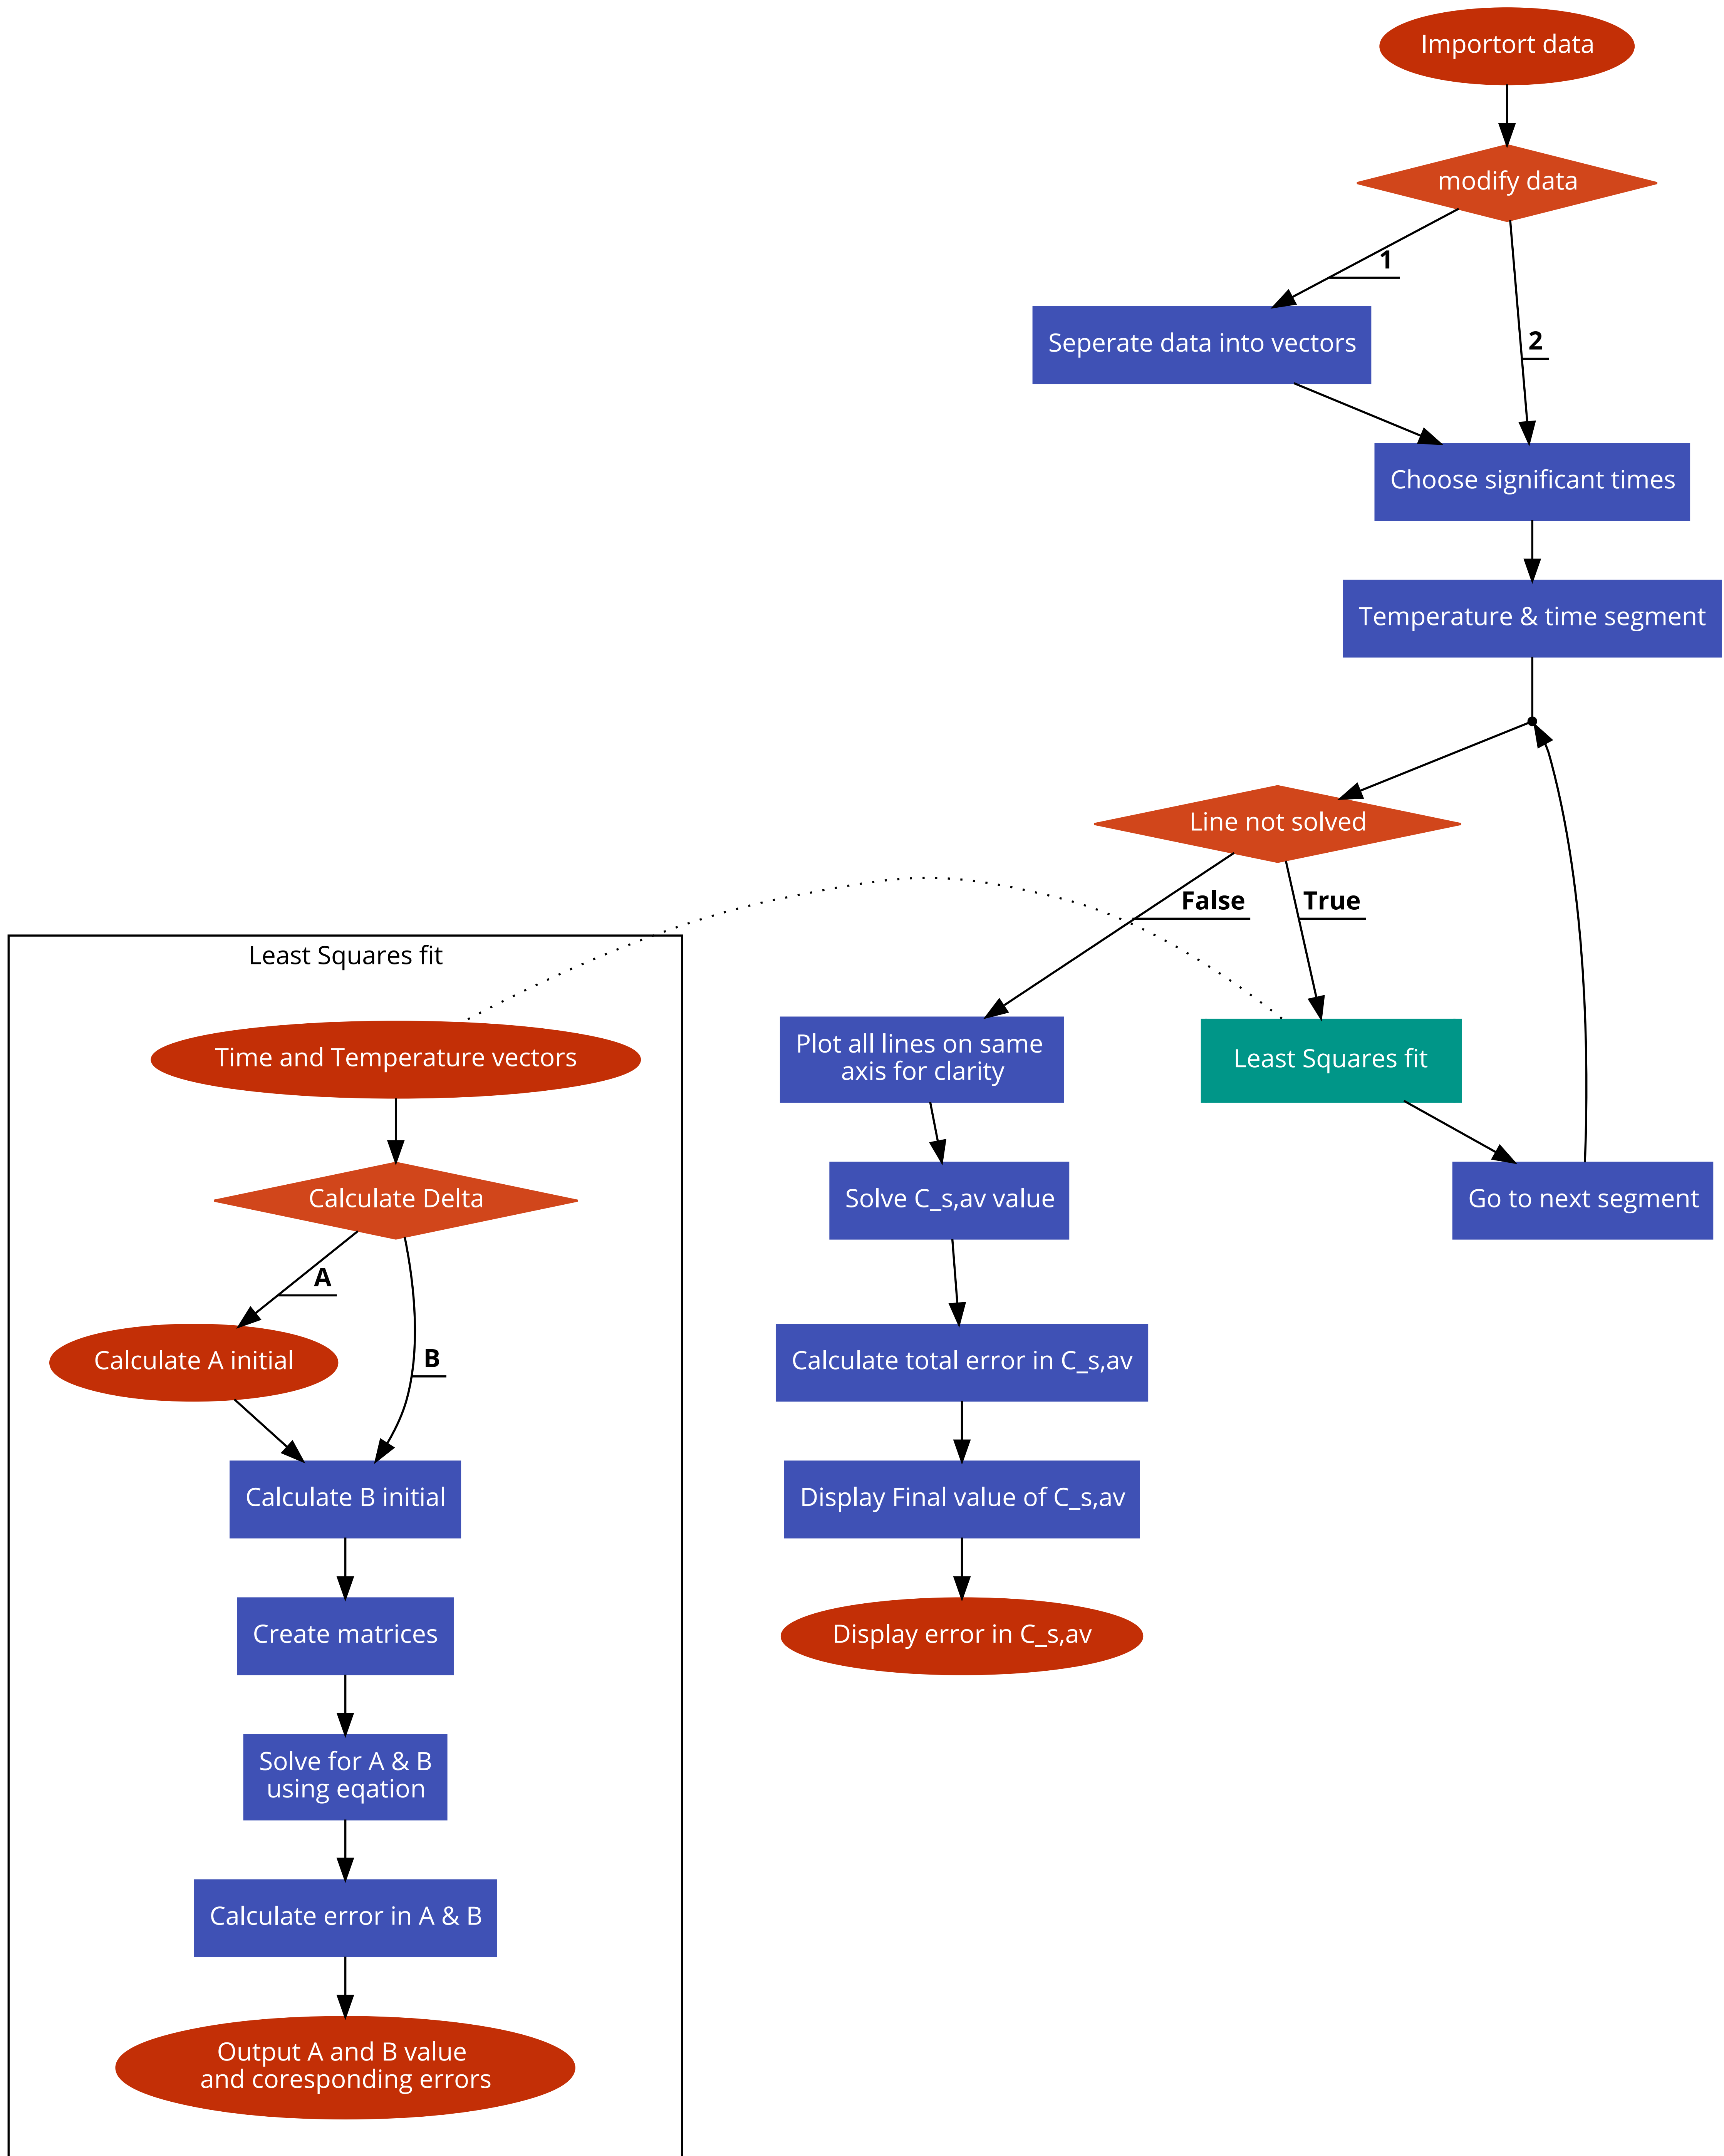 Importort data
modify data
1
2
Seperate data into vectors
Choose significant times
Temperature & time segment
Line not solved
False
True
Plot all lines on same
axis for clarity
Least Squares fit
Solve C_s,av value
Go to next segment
Calculate total error in C_s,av
Display Final value of C_s,av
Display error in C_s,av
Least Squares fit
Time and Temperature vectors
Calculate Delta
A
B
Calculate A initial
Calculate B initial
Create matrices
Solve for A & B
using eqation
Calculate error in A & B
Output A and B value
and coresponding errors